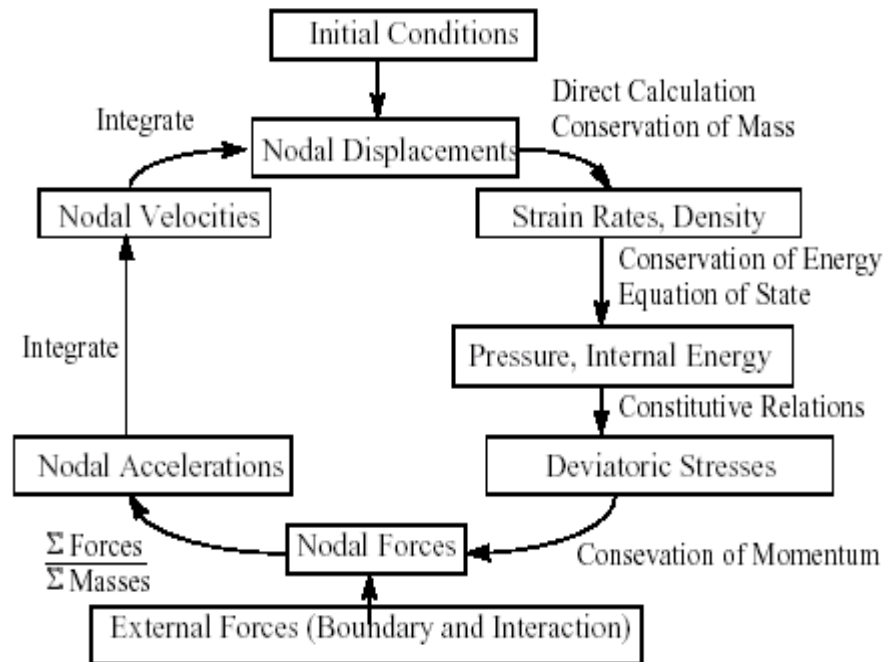 Initial Conditions
Integrate
Direct Calculation
Conservation of Mass
Nodal Displacements
Nodal Velocities
Strain Rates, Density
Conservation of Energy
Equation of State
Integrate
Pressure, Internal Energy
Constitutive Relations
Nodal Accelerations
Deviatoric Stresses
Σ Forces
Σ Masses
Nodal Forces
Consevation of Momentum
External Forces (Boundary and Interaction)